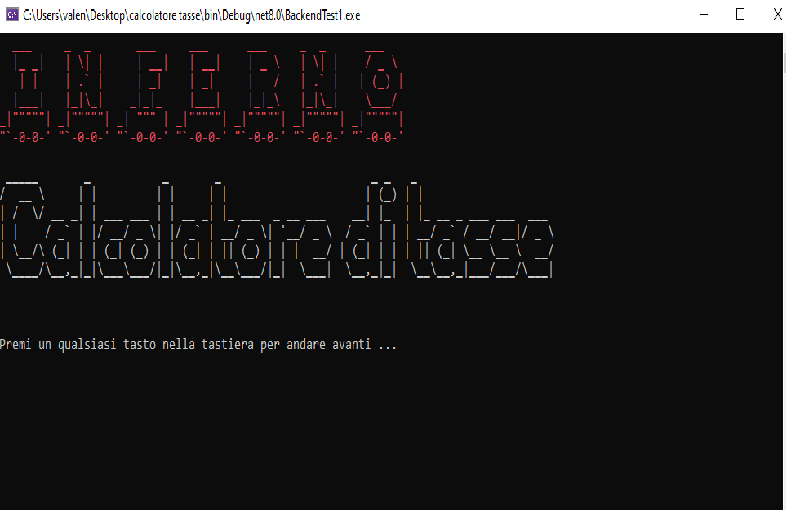 C:\Users\valen\Desktop\calcolatore tasse\bin\Debug\net8.0\BackendTest1.exe
INFERNO
Calcolatore di tasse
Premi un qualsiasi tasto nella tastiera per andare avanti ...